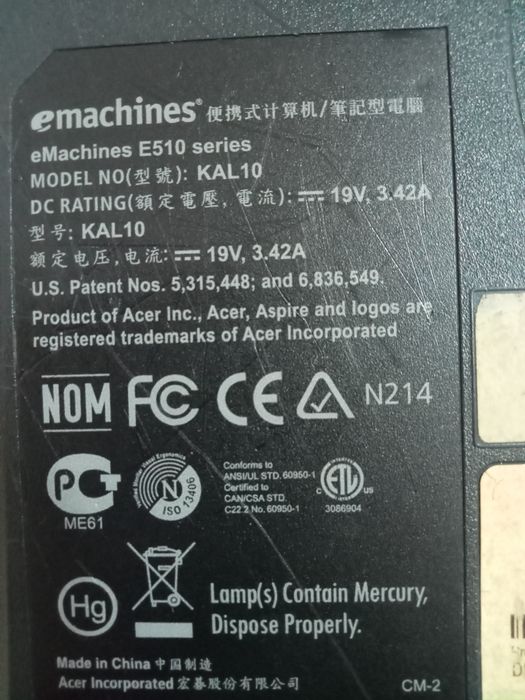 emachines® 便携式计算机/筆記型電腦
eMachines E510 series
MODEL NO(型號): KAL10
DC RATING(額定電壓, 電流): ⎓ 19V, 3.42A
型号: KAL10
额定电压, 电流: ⎓ 19V, 3.42A
U.S. Patent Nos. 5,315,448; and 6,836,549.
Product of Acer Inc., Acer, Aspire and logos are
registered trademarks of Acer Incorporated
NOM FC CE N214
PCT
ME61
N
ISO 13406
Conforms to
ANSI/UL STD. 60950-1
Certified to
CAN/CSA STD.
C22.2 No. 60950-1
INTERTEK
c ETL us
3086904
Hg
Lamp(s) Contain Mercury,
Dispose Properly.
Made in China 中国制造
Acer Incorporated 宏碁股份有限公司
CM-2